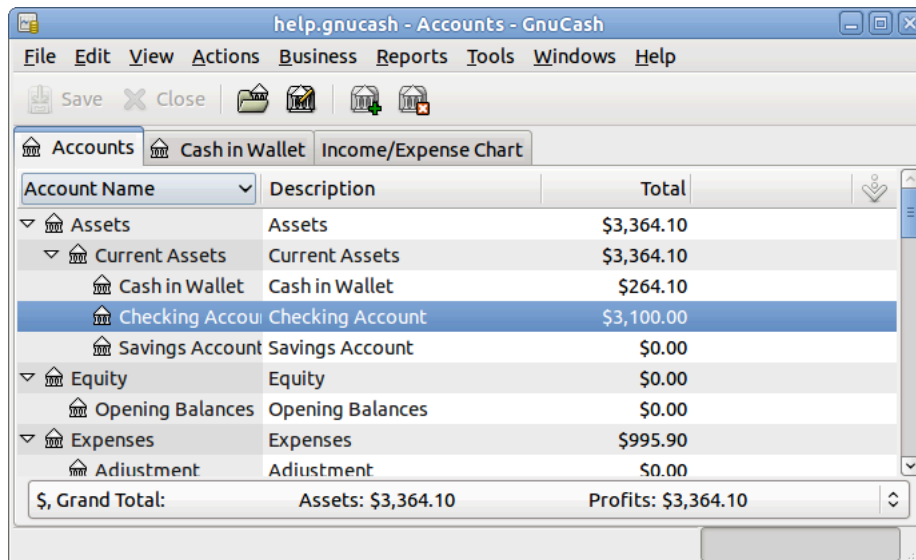 help.gnucash - Accounts - GnuCash
File Edit View Actions Business Reports Tools Windows Help
Save Close
Accounts Cash in Wallet Income/Expense Chart
Account Name Description Total
Assets Assets $3,364.10
Current Assets Current Assets $3,364.10
Cash in Wallet Cash in Wallet $264.10
Checking Accou Checking Account $3,100.00
Savings Account Savings Account $0.00
Equity Equity $0.00
Opening Balances Opening Balances $0.00
Expenses Expenses $995.90
Adjustment Adjustment $0.00
$, Grand Total: Assets: $3,364.10 Profits: $3,364.10